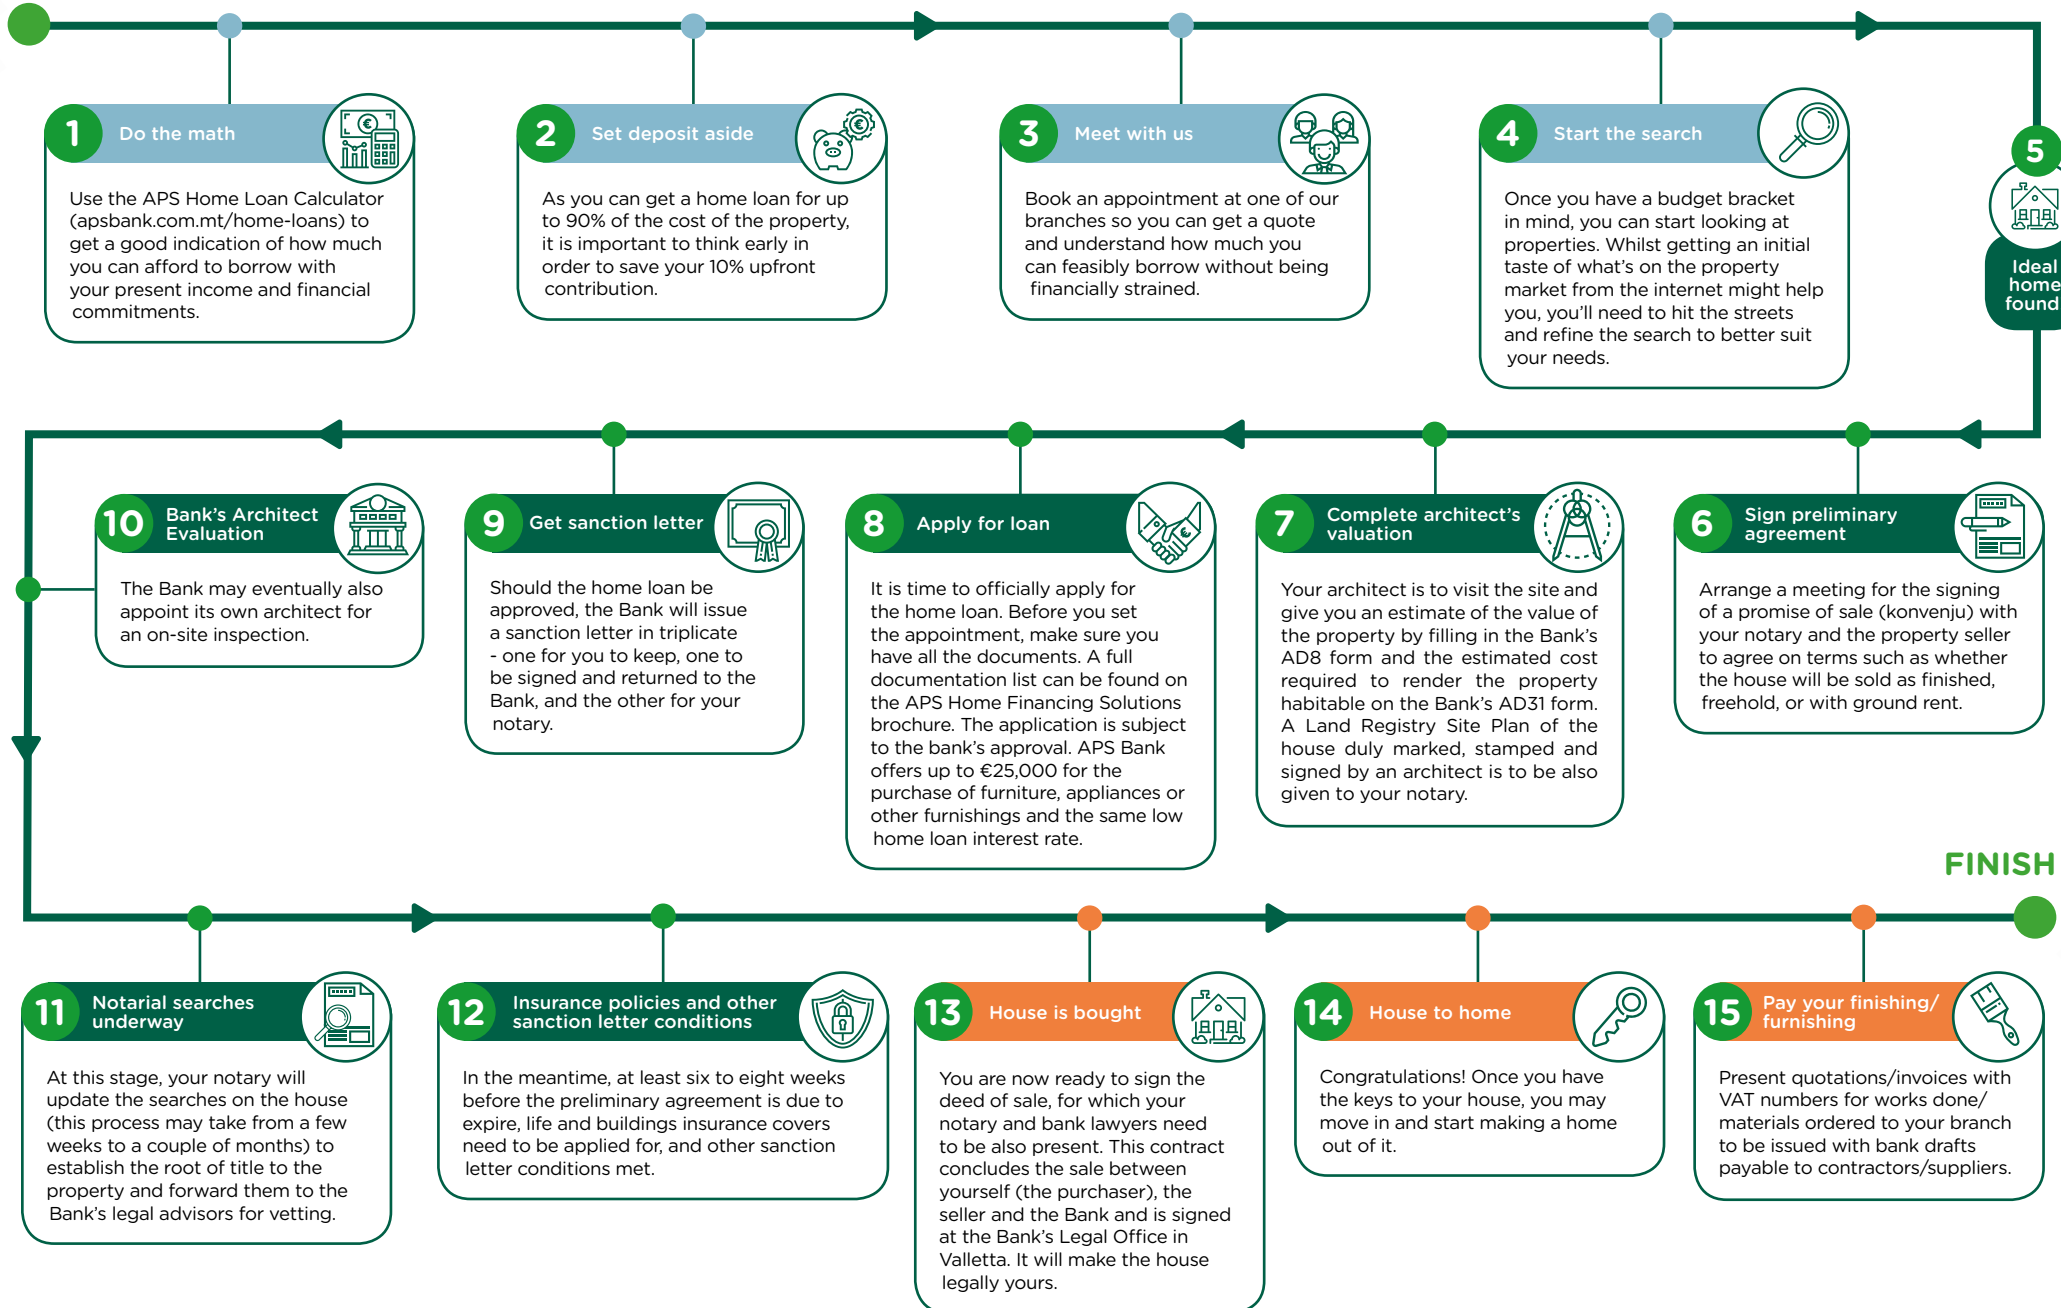 1
Do the math
Use the APS Home Loan Calculator
(apsbank.com.mt/home-loans) to
get a good indication of how much
you can afford to borrow with
your present income and financial
commitments.
2
Set deposit aside
As you can get a home loan for up
to 90% of the cost of the property,
it is important to think early in
order to save your 10% upfront
contribution.
3
Meet with us
Book an appointment at one of our
branches so you can get a quote
and understand how much you
can feasibly borrow without being
financially strained.
4
Start the search
Once you have a budget bracket
in mind, you can start looking at
properties. Whilst getting an initial
taste of what's on the property
market from the internet might help
you, you'll need to hit the streets
and refine the search to better suit
your needs.
5
Ideal
home
found
6
Sign preliminary
agreement
Arrange a meeting for the signing
of a promise of sale (konvenju) with
your notary and the property seller
to agree on terms such as whether
the house will be sold as finished,
freehold, or with ground rent.
7
Complete architect's
valuation
Your architect is to visit the site and
give you an estimate of the value of
the property by filling in the Bank's
AD8 form and the estimated cost
required to render the property
habitable on the Bank's AD31 form.
A Land Registry Site Plan of the
house duly marked, stamped and
signed by an architect is to be also
given to your notary.
8
Apply for loan
It is time to officially apply for
the home loan. Before you set
the appointment, make sure you
have all the documents. A full
documentation list can be found on
the APS Home Financing Solutions
brochure. The application is subject
to the bank's approval. APS Bank
offers up to €25,000 for the
purchase of furniture, appliances or
other furnishings and the same low
home loan interest rate.
9
Get sanction letter
Should the home loan be
approved, the Bank will issue
a sanction letter in triplicate
- one for you to keep, one to
be signed and returned to the
Bank, and the other for your
notary.
10
Bank's Architect
Evaluation
The Bank may eventually also
appoint its own architect for
an on-site inspection.
FINISH
11
Notarial searches
underway
At this stage, your notary will
update the searches on the house
(this process may take from a few
weeks to a couple of months) to
establish the root of title to the
property and forward them to the
Bank's legal advisors for vetting.
12
Insurance policies and other
sanction letter conditions
In the meantime, at least six to eight weeks
before the preliminary agreement is due to
expire, life and buildings insurance covers
need to be applied for, and other sanction
letter conditions met.
13
House is bought
You are now ready to sign the
deed of sale, for which your
notary and bank lawyers need
to be also present. This contract
concludes the sale between
yourself (the purchaser), the
seller and the Bank and is signed
at the Bank's Legal Office in
Valletta. It will make the house
legally yours.
14
House to home
Congratulations! Once you have
the keys to your house, you may
move in and start making a home
out of it.
15
Pay your finishing/
furnishing
Present quotations/invoices with
VAT numbers for works done/
materials ordered to your branch
to be issued with bank drafts
payable to contractors/suppliers.